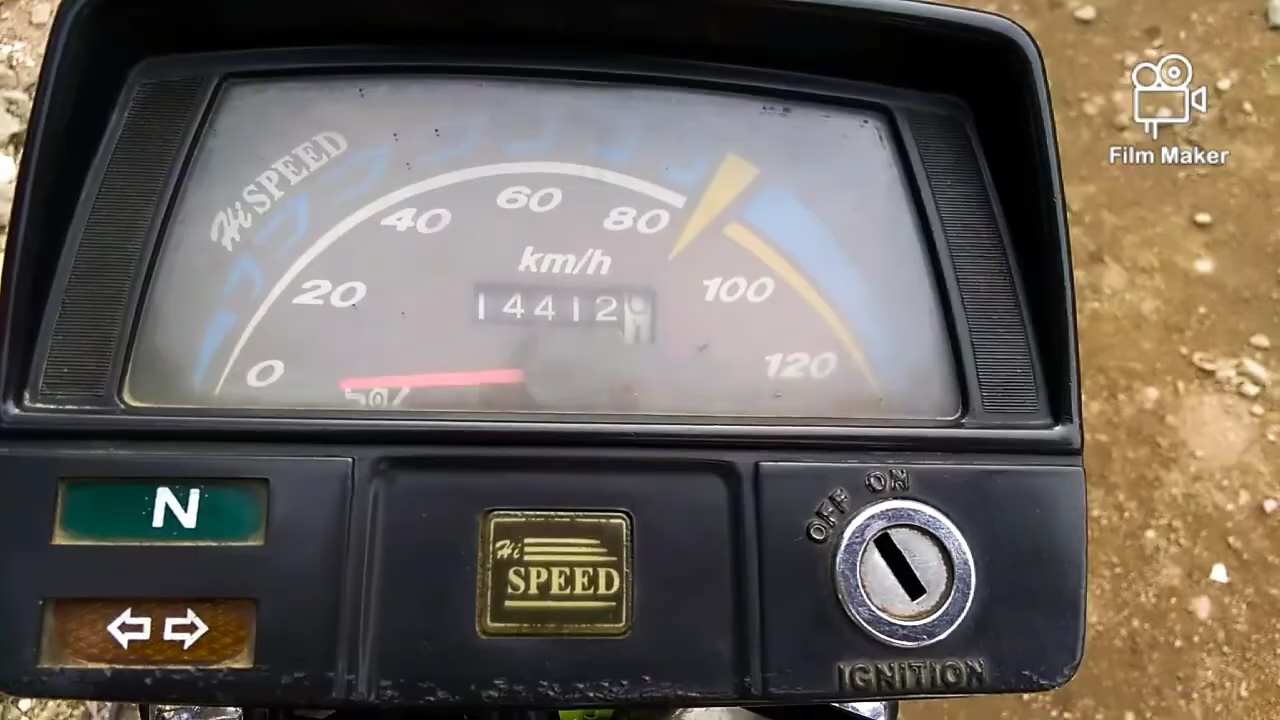 Film Maker
Hi SPEED
0
20
40
60
80
100
120
km/h
14412
N
Hi
SPEED
OFF
ON
IGNITION